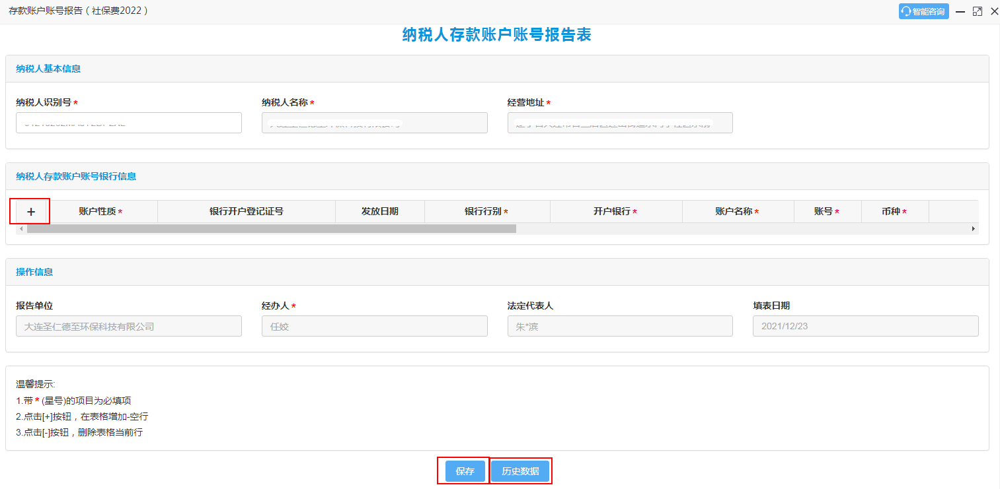 存款账户账号报告（社保费2022）
智能咨询
纳税人存款账户账号报告表
纳税人基本信息
纳税人识别号* 纳税人名称* 经营地址*
纳税人存款账户账号银行信息
+ 账户性质* 银行开户登记证号 发放日期 银行行别* 开户银行* 账户名称* 账号* 币种*
操作信息
报告单位 经办人* 法定代表人 填表日期
大连圣仁德至环保科技有限公司 任姣 朱*滨 2021/12/23
温馨提示:
1.带*(星号)的项目为必填项
2.点击[+]按钮，在表格增加-空行
3.点击[-]按钮，删除表格当前行
保存 历史数据